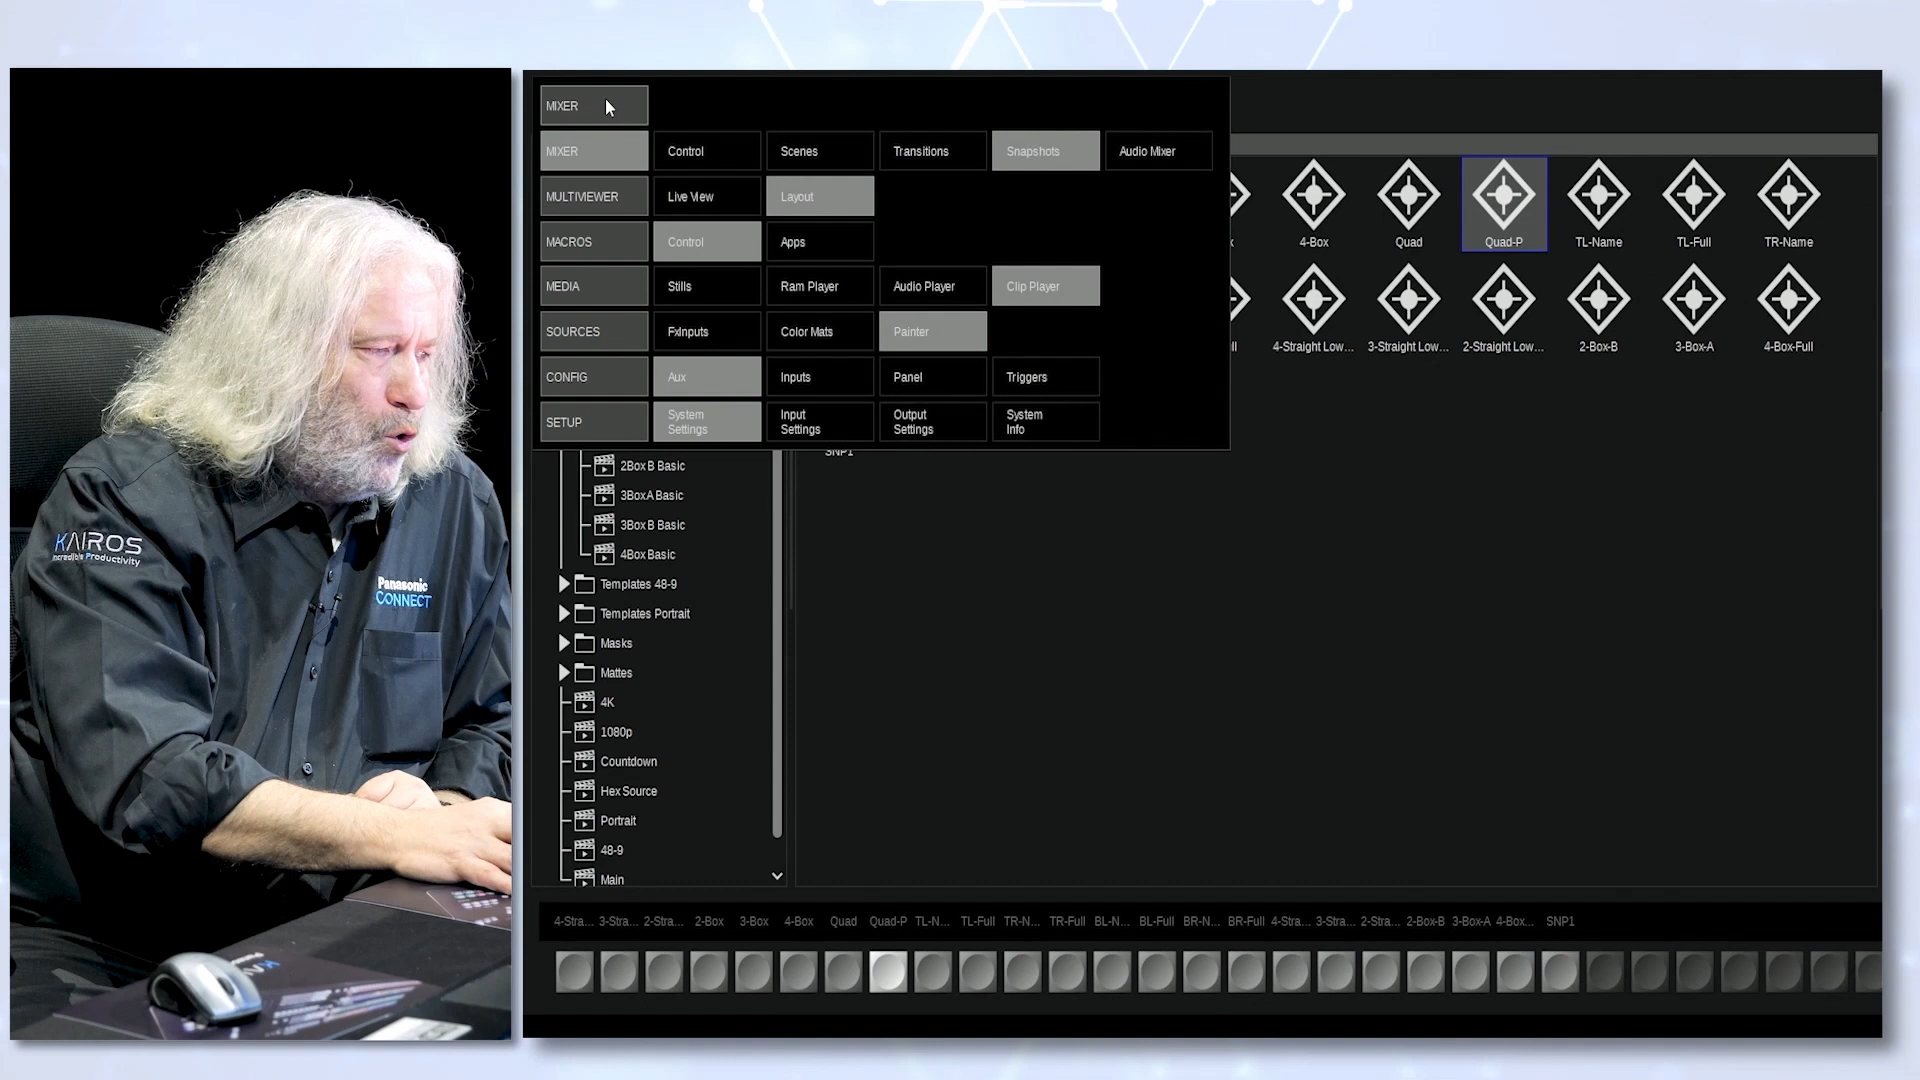 MIXER
MIXER Control Scenes Transitions Snapshots Audio Mixer
MULTIVIEWER Live View Layout
MACROS Control Apps
MEDIA Stills Ram Player Audio Player Clip Player
SOURCES FxInputs Color Mats Painter
CONFIG Aux Inputs Panel Triggers
SETUP System Settings Input Settings Output Settings System Info
4-Box Quad Quad-P TL-Name TL-Full TR-Name
4-Straight Low... 3-Straight Low... 2-Straight Low... 2-Box-B 3-Box-A 4-Box-Full
SNP1
2Box B Basic
3Box A Basic
3Box B Basic
4Box Basic
Templates 48-9
Templates Portrait
Masks
Mattes
4K
1080p
Countdown
Hex Source
Portrait
48-9
Main
4-Stra... 3-Stra... 2-Stra... 2-Box 3-Box 4-Box Quad Quad-P TL-N... TL-Full TR-N... TR-Full BL-N... BL-Full BR-N... BR-Full 4-Stra... 3-Stra... 2-Stra... 2-Box-B 3-Box-A 4-Box... SNP1
KAIROS
Incredible Productivity
Panasonic
CONNECT